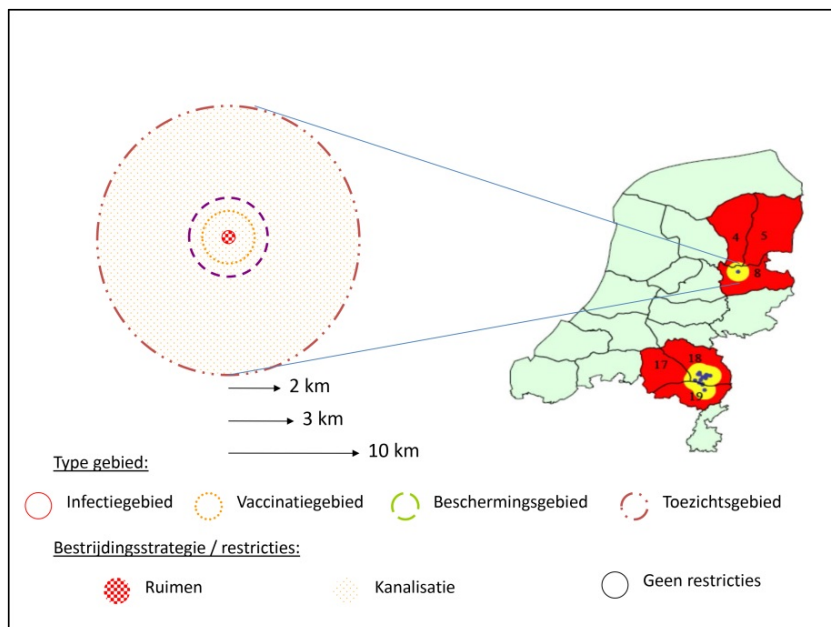 4 5
8
17 18
19
2 km
3 km
10 km
Type gebied:
Infectiegebied Vaccinatiegebied Beschermingsgebied Toezichtsgebied
Bestrijdingsstrategie / restricties:
Ruimen Kanalisatie Geen restricties